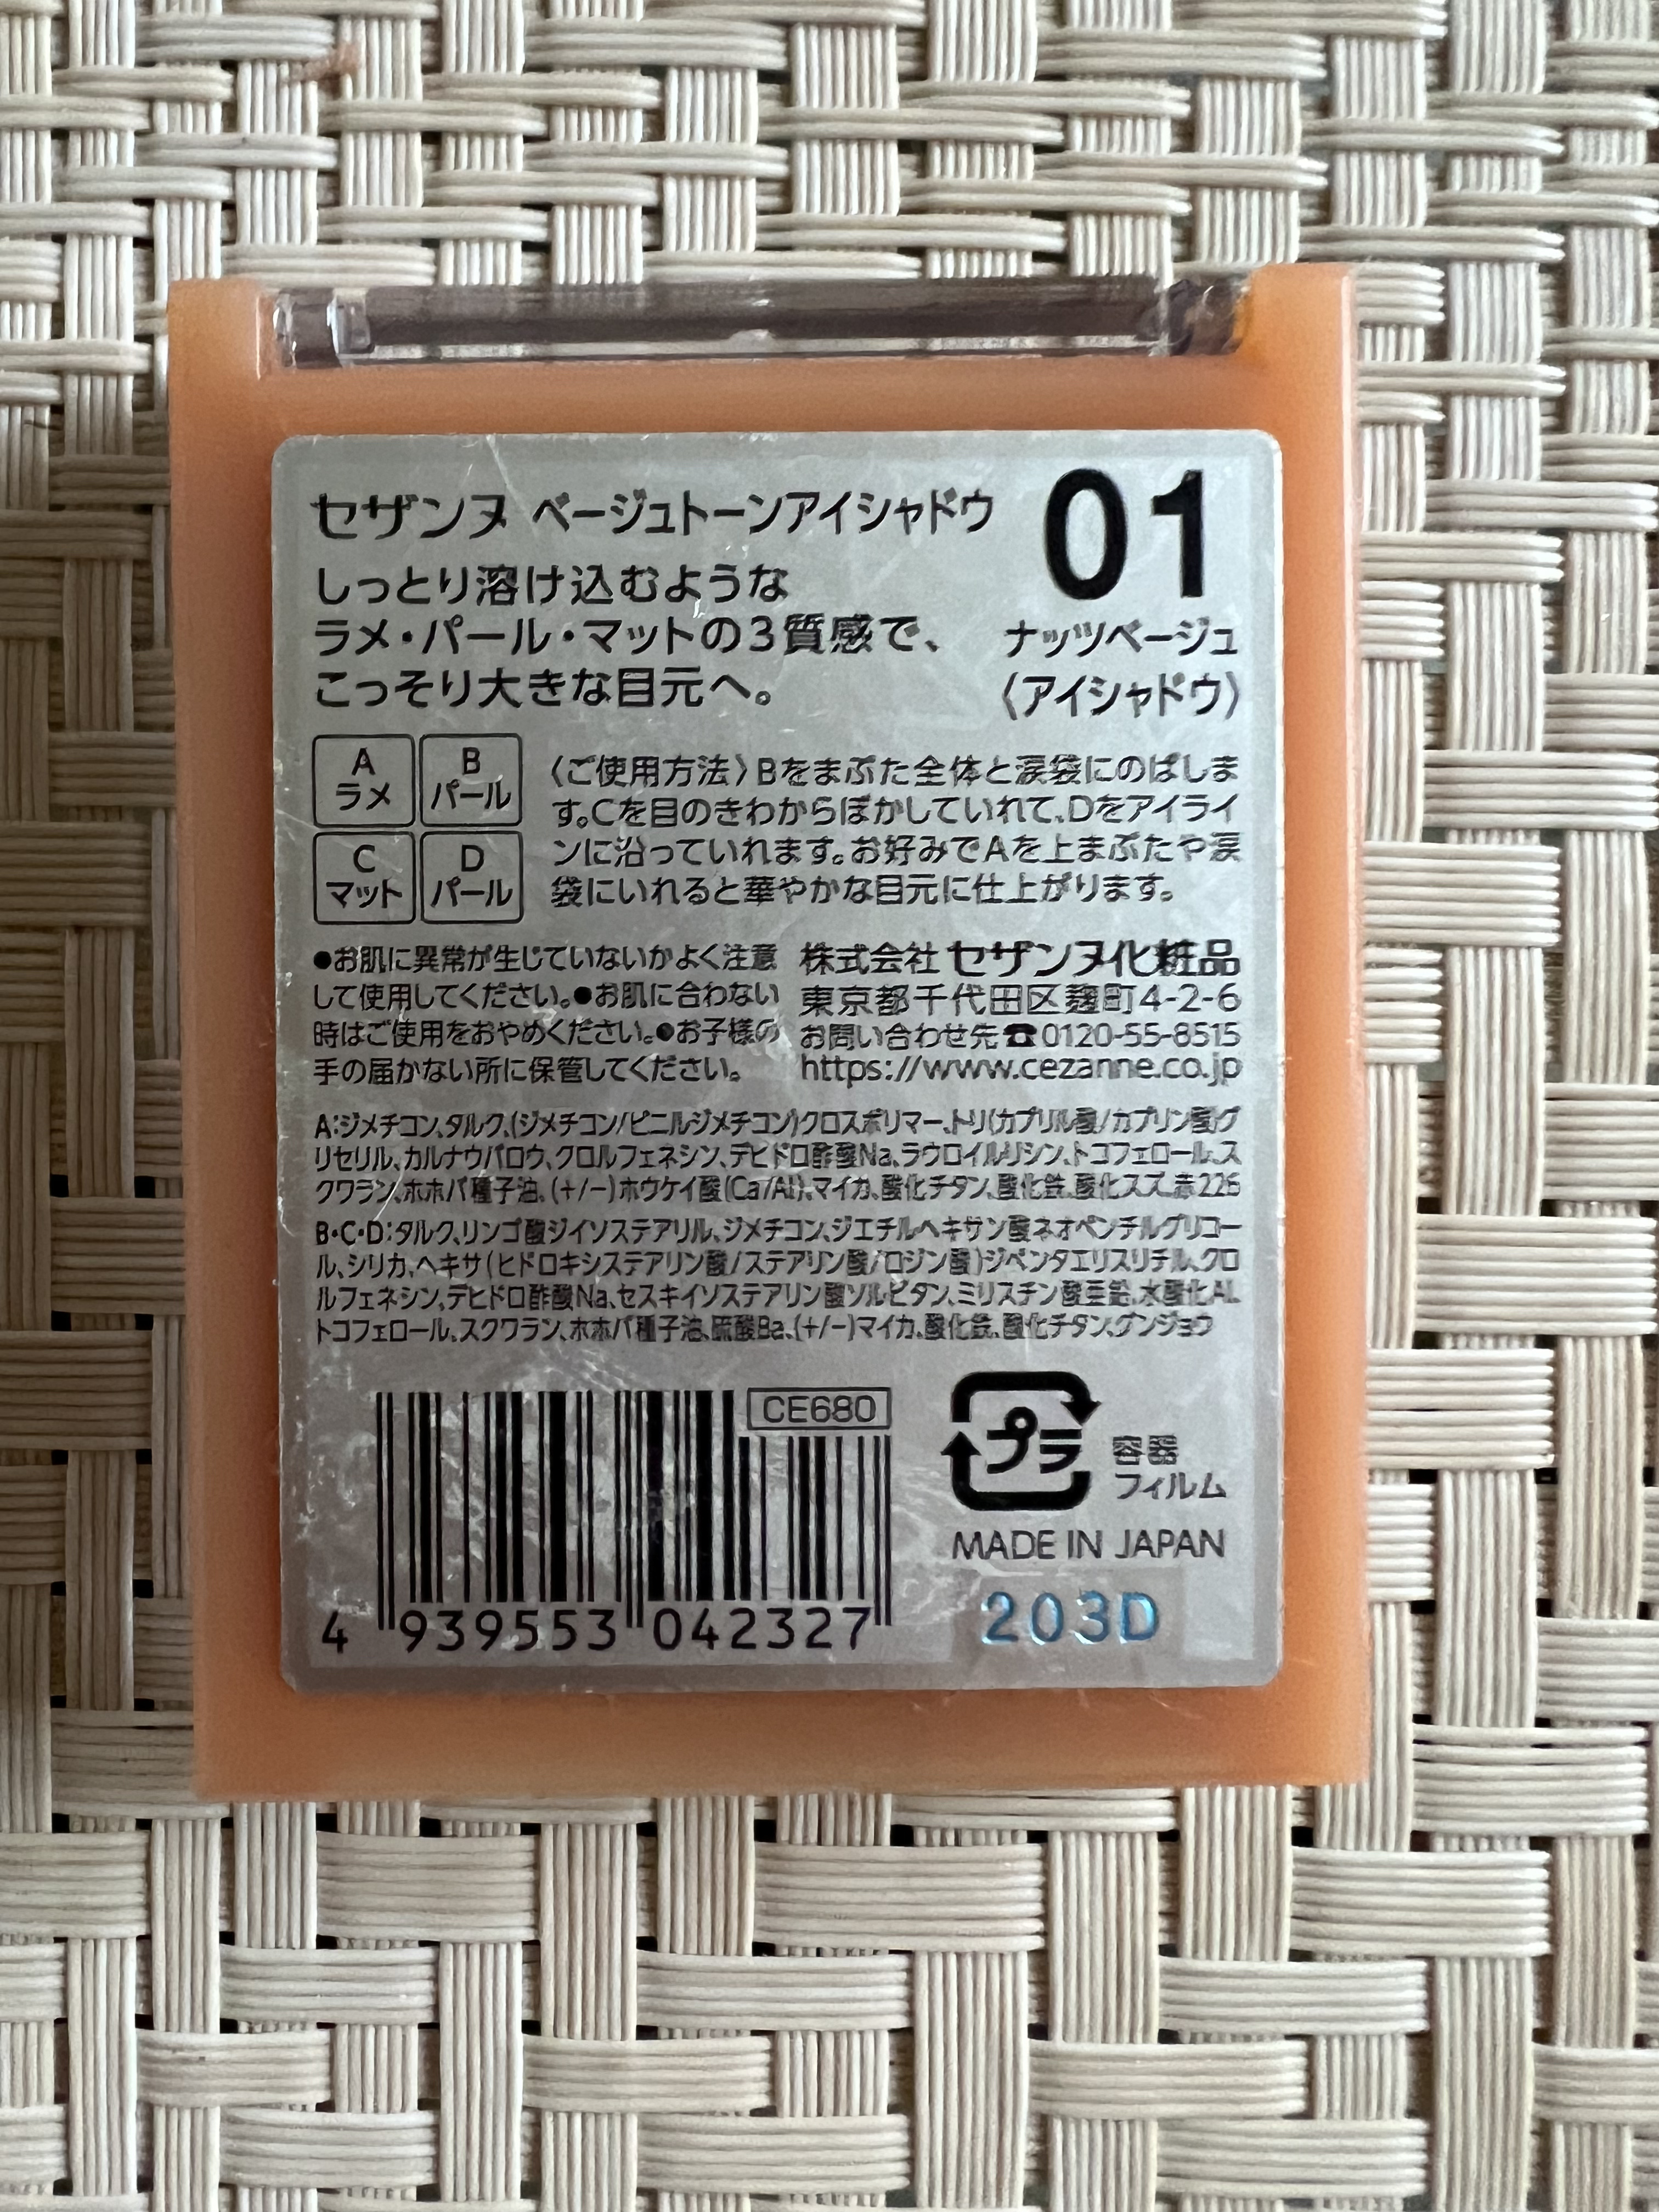 セザンヌ ベージュトーンアイシャドウ
01
しっとり溶け込むような
ラメ・パール・マットの3質感で、
こっそり大きな目元へ。
ナッツベージュ
〈アイシャドウ〉
A
ラメ
B
パール
C
マット
D
パール
〈ご使用方法〉Bをまぶた全体と涙袋にのばしま
す。Cを目のきわからぼかしていれて、Dをアイライ
ンに沿っていれます。お好みでAを上まぶたや涙
袋にいれると華やかな目元に仕上がります。
●お肌に異常が生じていないかよく注意
して使用してください。●お肌に合わない
時はご使用をおやめください。●お子様の
手の届かない所に保管してください。
株式会社 セザンヌ化粧品
東京都千代田区麹町4-2-6
お問い合わせ先☎0120-55-8515
https://www.cezanne.co.jp
A:ジメチコン、タルク、(ジメチコン/ビニルジメチコン)クロスポリマー、トリ(カプリル酸/カプリン酸)グ
リセリル、カルナウバロウ、クロルフェネシン、デヒドロ酢酸Na、ラウロイルリシン、トコフェロール、ス
クワラン、ホホバ種子油、(+/−)ホウケイ酸(Ca/Al)、マイカ、酸化チタン、酸化鉄、酸化スズ、赤226
B・C・D:タルク、リンゴ酸ジイソステアリル、ジメチコン、ジエチルヘキサン酸ネオペンチルグリコー
ル、シリカ、ヘキサ(ヒドロキシステアリン酸/ステアリン酸/ロジン酸)ジペンタエリスリチル、クロ
ルフェネシン、デヒドロ酢酸Na、セスキイソステアリン酸ソルビタン、ミリスチン酸亜鉛、水酸化AL、
トコフェロール、スクワラン、ホホバ種子油、硫酸Ba、(+/−)マイカ、酸化鉄、酸化チタン、グンジョウ
CE680
4 939553 042327
プラ
容器
フィルム
MADE IN JAPAN
203D